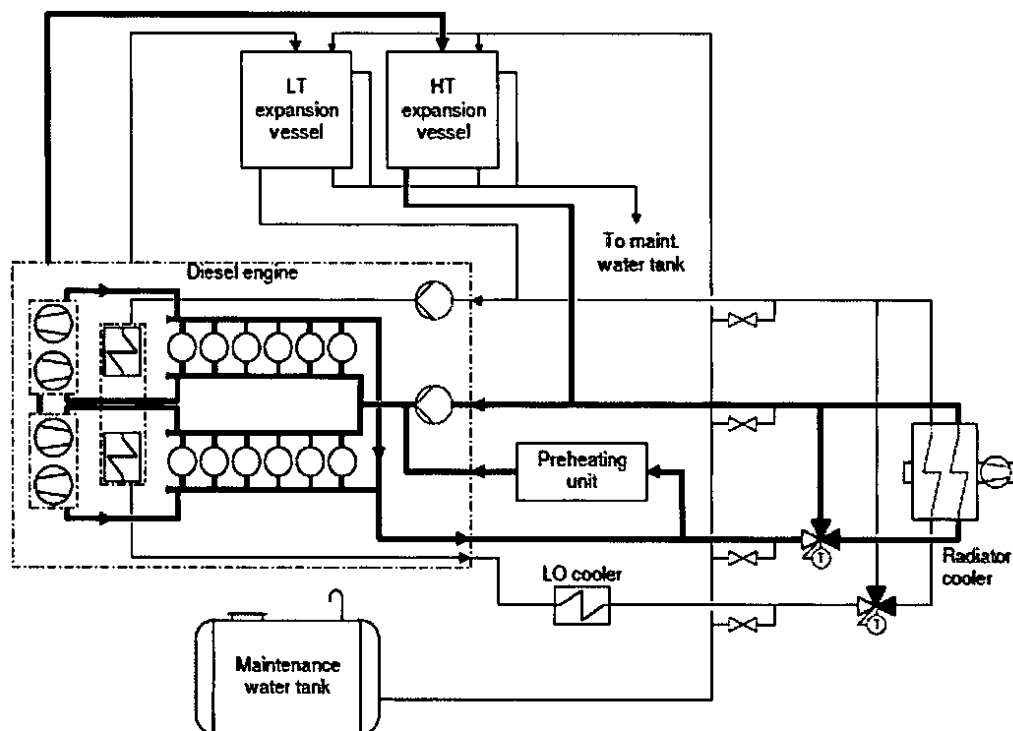 LT
expansion
vessel
HT
expansion
vessel
To maint.
water tank
Diesel engine
Preheating
unit
Radiator
cooler
T
LO cooler
T
Maintenance
water tank